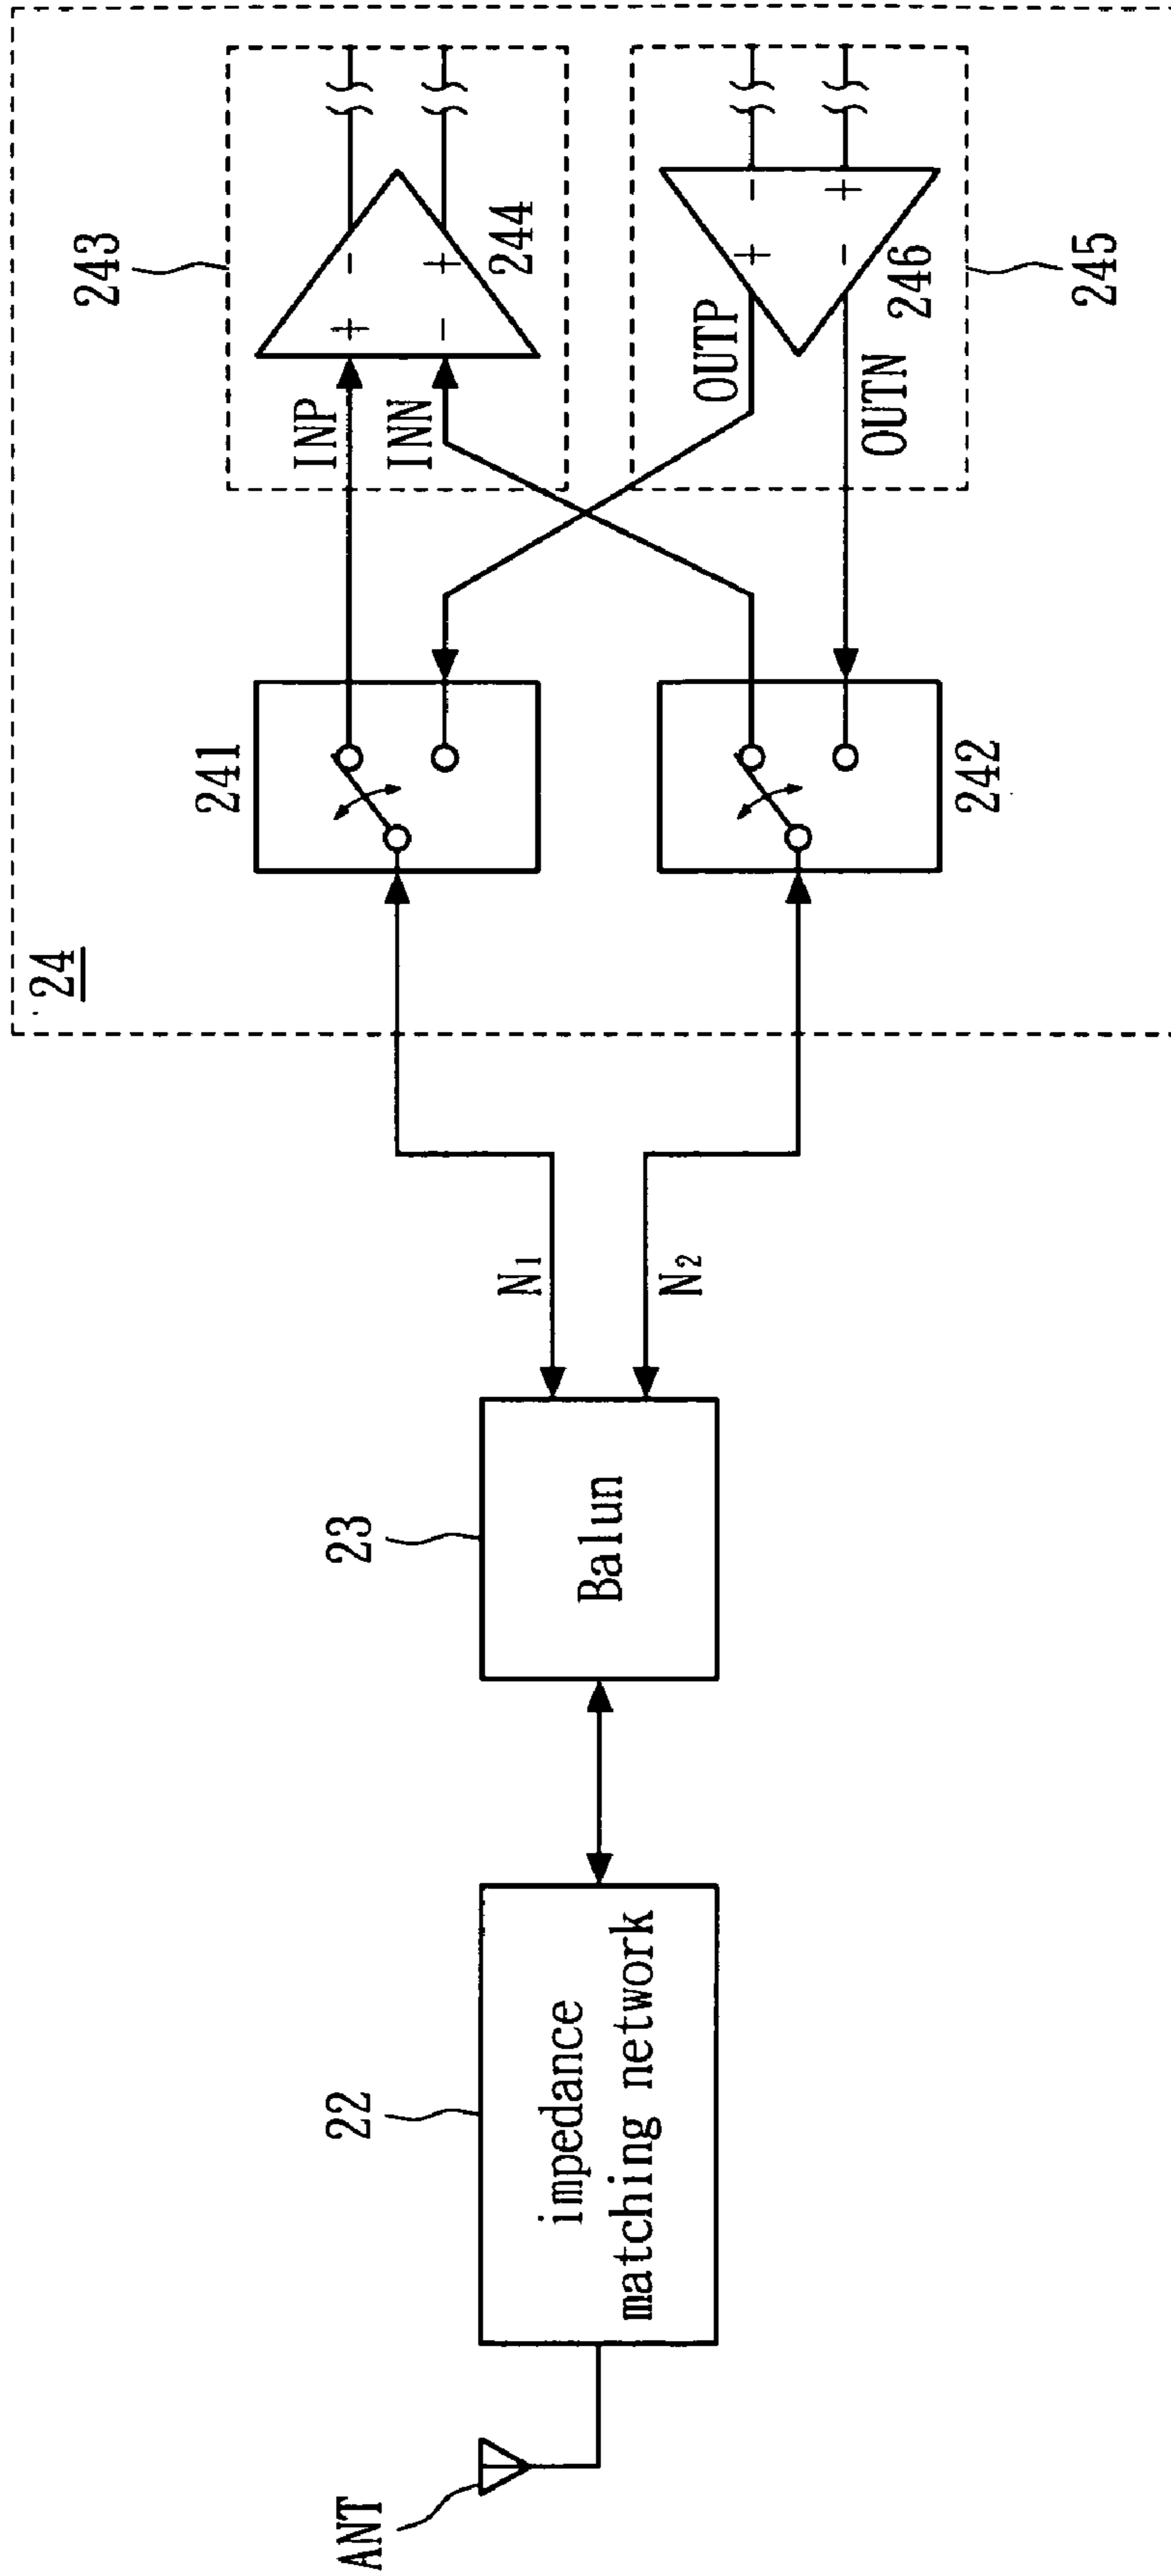 ANT
22
impedance
matching network
23
Balun
N1
N2
24
241
242
243
INP
INN
+
-
-
+
244
OUTP
OUTN
+
-
-
+
246
245